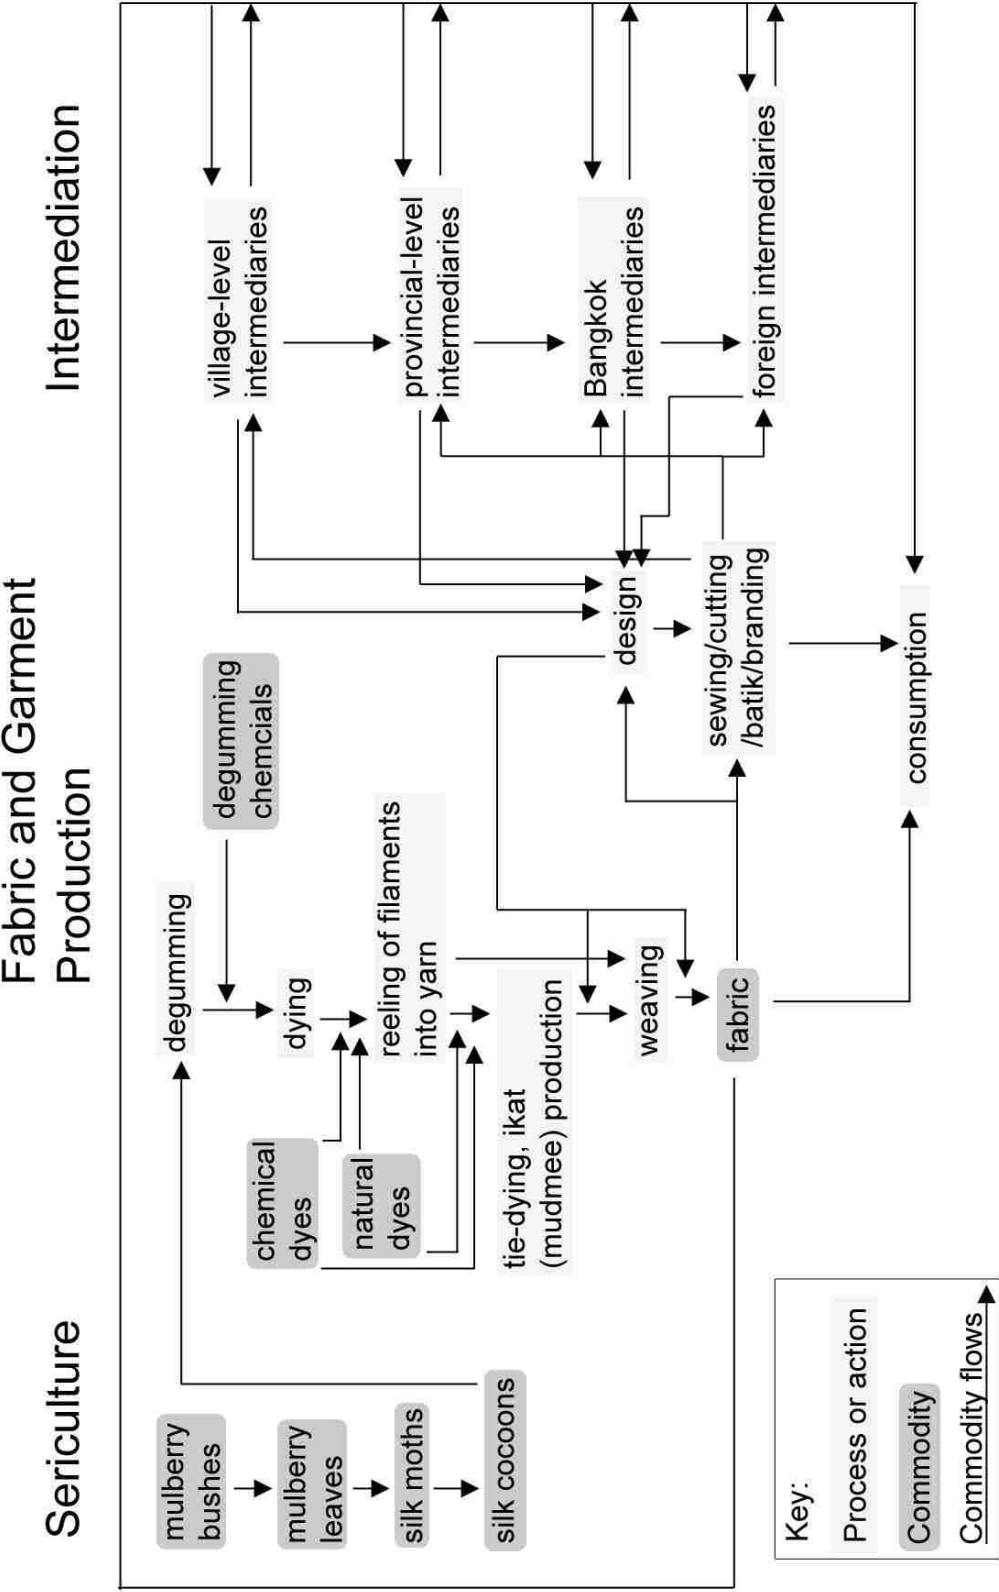 Sericulture
Fabric and Garment
Production
Intermediation
mulberry
bushes
mulberry
leaves
silk moths
silk cocoons
degumming
degumming
chemcials
dying
chemical
dyes
natural
dyes
reeling of filaments
into yarn
tie-dying, ikat
(mudmee) production
weaving
fabric
design
sewing/cutting
/batik/branding
consumption
village-level
intermediaries
provincial-level
intermediaries
Bangkok
intermediaries
foreign intermediaries
Key:
Process or action
Commodity
Commodity flows